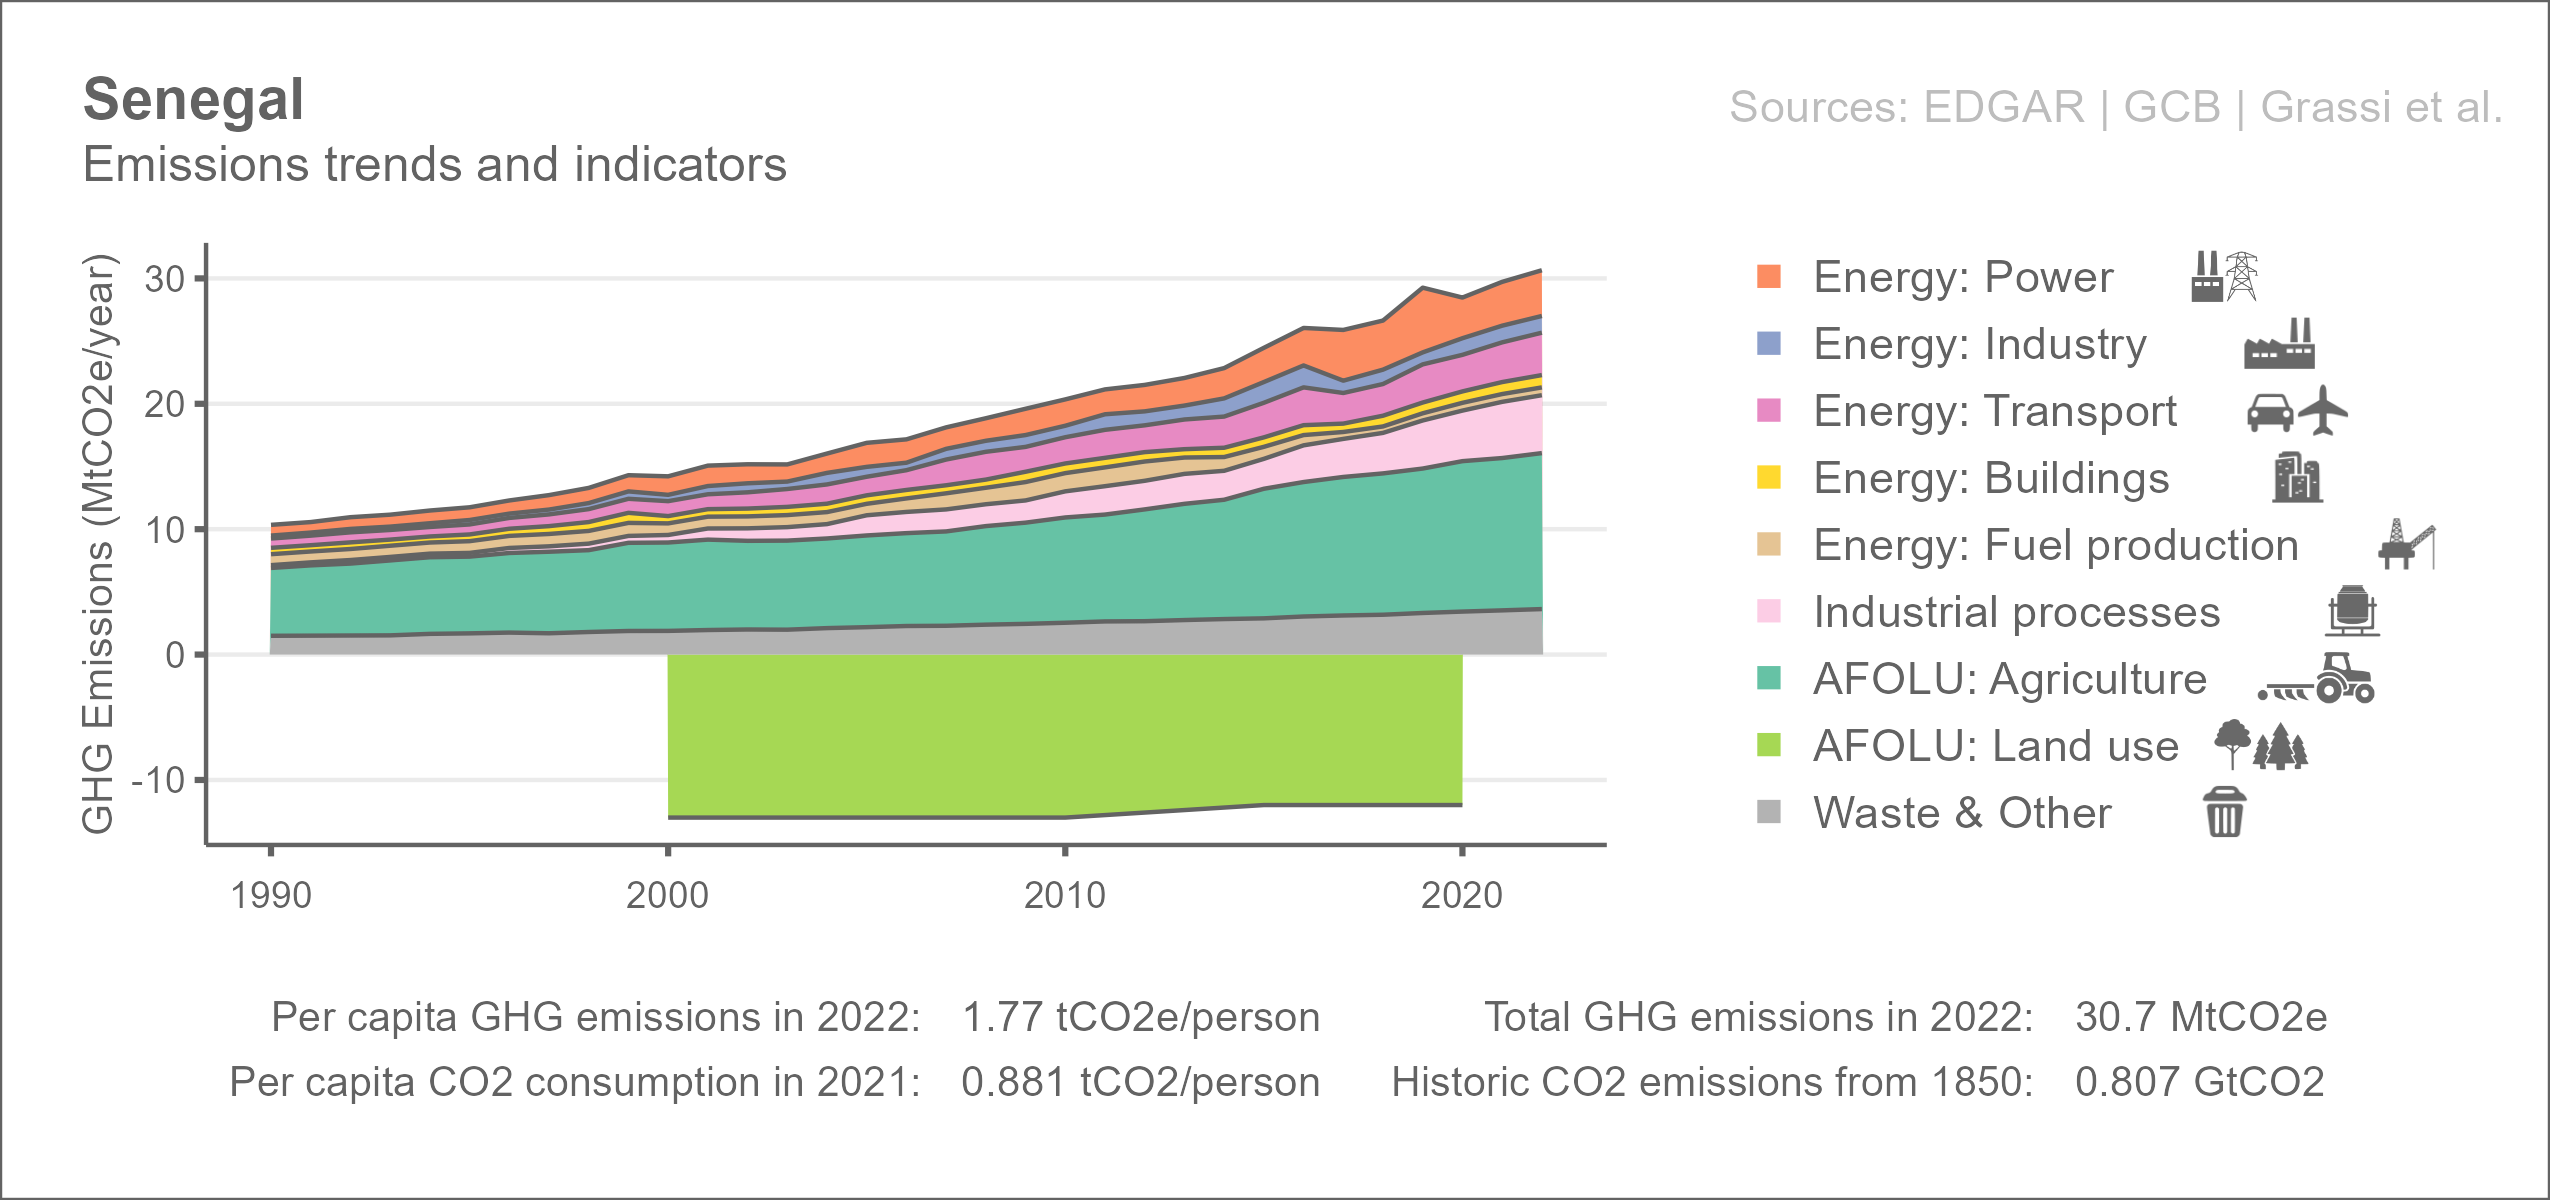 Senegal
Sources: EDGAR | GCB | Grassi et al.
Emissions trends and indicators
GHG Emissions (MtCO2e/year)
30
20
10
0
-10
1990
2000
2010
2020
Energy: Power
Energy: Industry
Energy: Transport
Energy: Buildings
Energy: Fuel production
Industrial processes
AFOLU: Agriculture
AFOLU: Land use
Waste & Other
Per capita GHG emissions in 2022: 1.77 tCO2e/person
Total GHG emissions in 2022: 30.7 MtCO2e
Per capita CO2 consumption in 2021: 0.881 tCO2/person
Historic CO2 emissions from 1850: 0.807 GtCO2